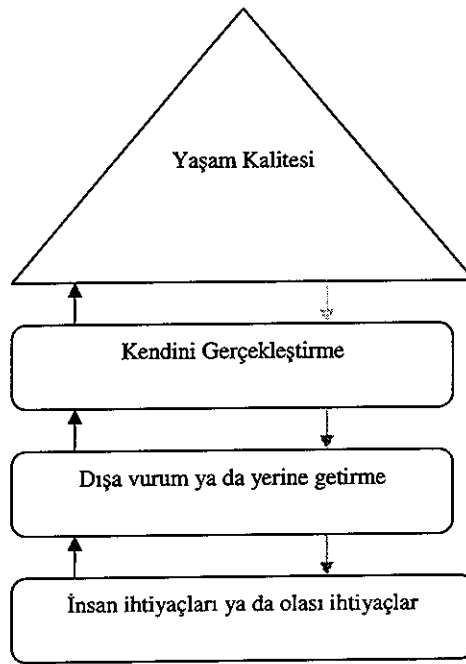 Yaşam Kalitesi
Kendini Gerçekleştirme
Dışa vurum ya da yerine getirme
İnsan ihtiyaçları ya da olası ihtiyaçlar